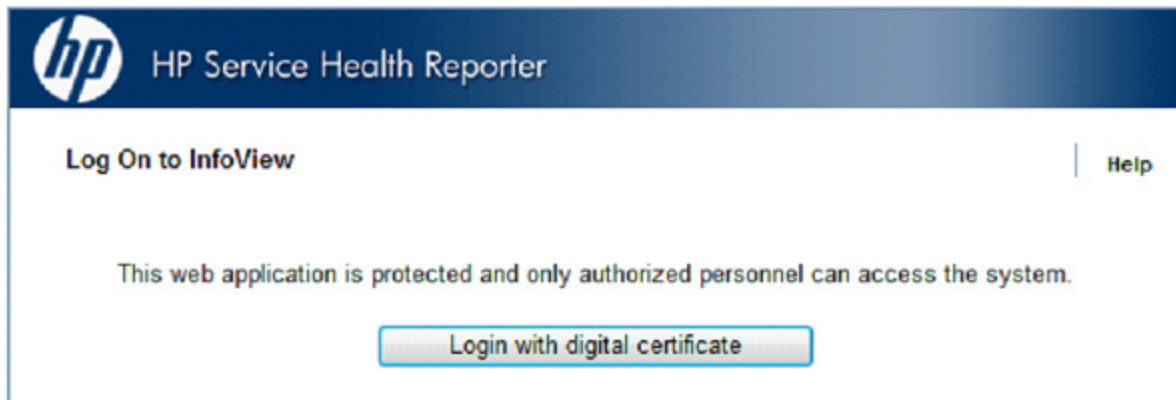 hp
HP Service Health Reporter
Log On to InfoView
Help
This web application is protected and only authorized personnel can access the system.
Login with digital certificate